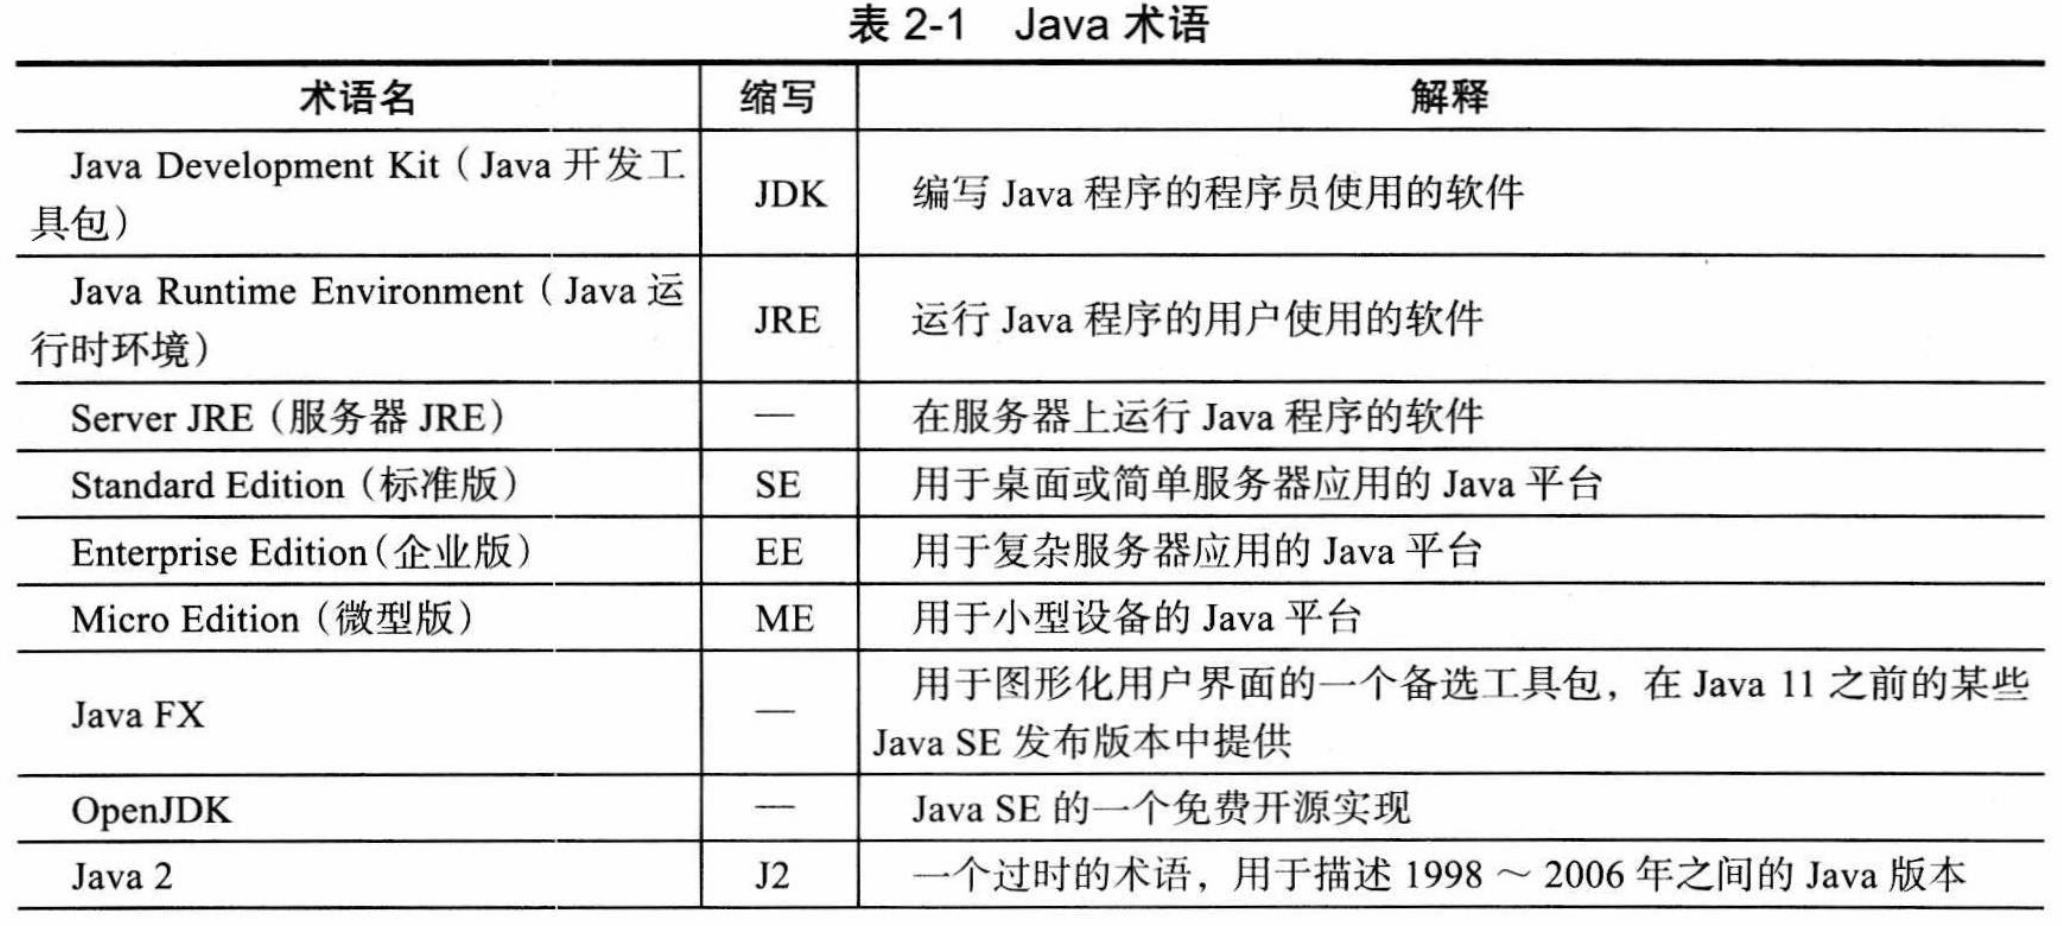 表 2-1 Java 术语
术语名 缩写 解释
Java Development Kit（Java 开发工
具包）
JDK
编写 Java 程序的程序员使用的软件
Java Runtime Environment（Java 运
行时环境）
JRE
运行 Java 程序的用户使用的软件
Server JRE（服务器 JRE） — 在服务器上运行 Java 程序的软件
Standard Edition（标准版） SE 用于桌面或简单服务器应用的 Java 平台
Enterprise Edition（企业版） EE 用于复杂服务器应用的 Java 平台
Micro Edition（微型版） ME 用于小型设备的 Java 平台
Java FX
—
用于图形化用户界面的一个备选工具包，在 Java 11 之前的某些
Java SE 发布版本中提供
OpenJDK — Java SE 的一个免费开源实现
Java 2 J2 一个过时的术语，用于描述 1998 ～ 2006 年之间的 Java 版本